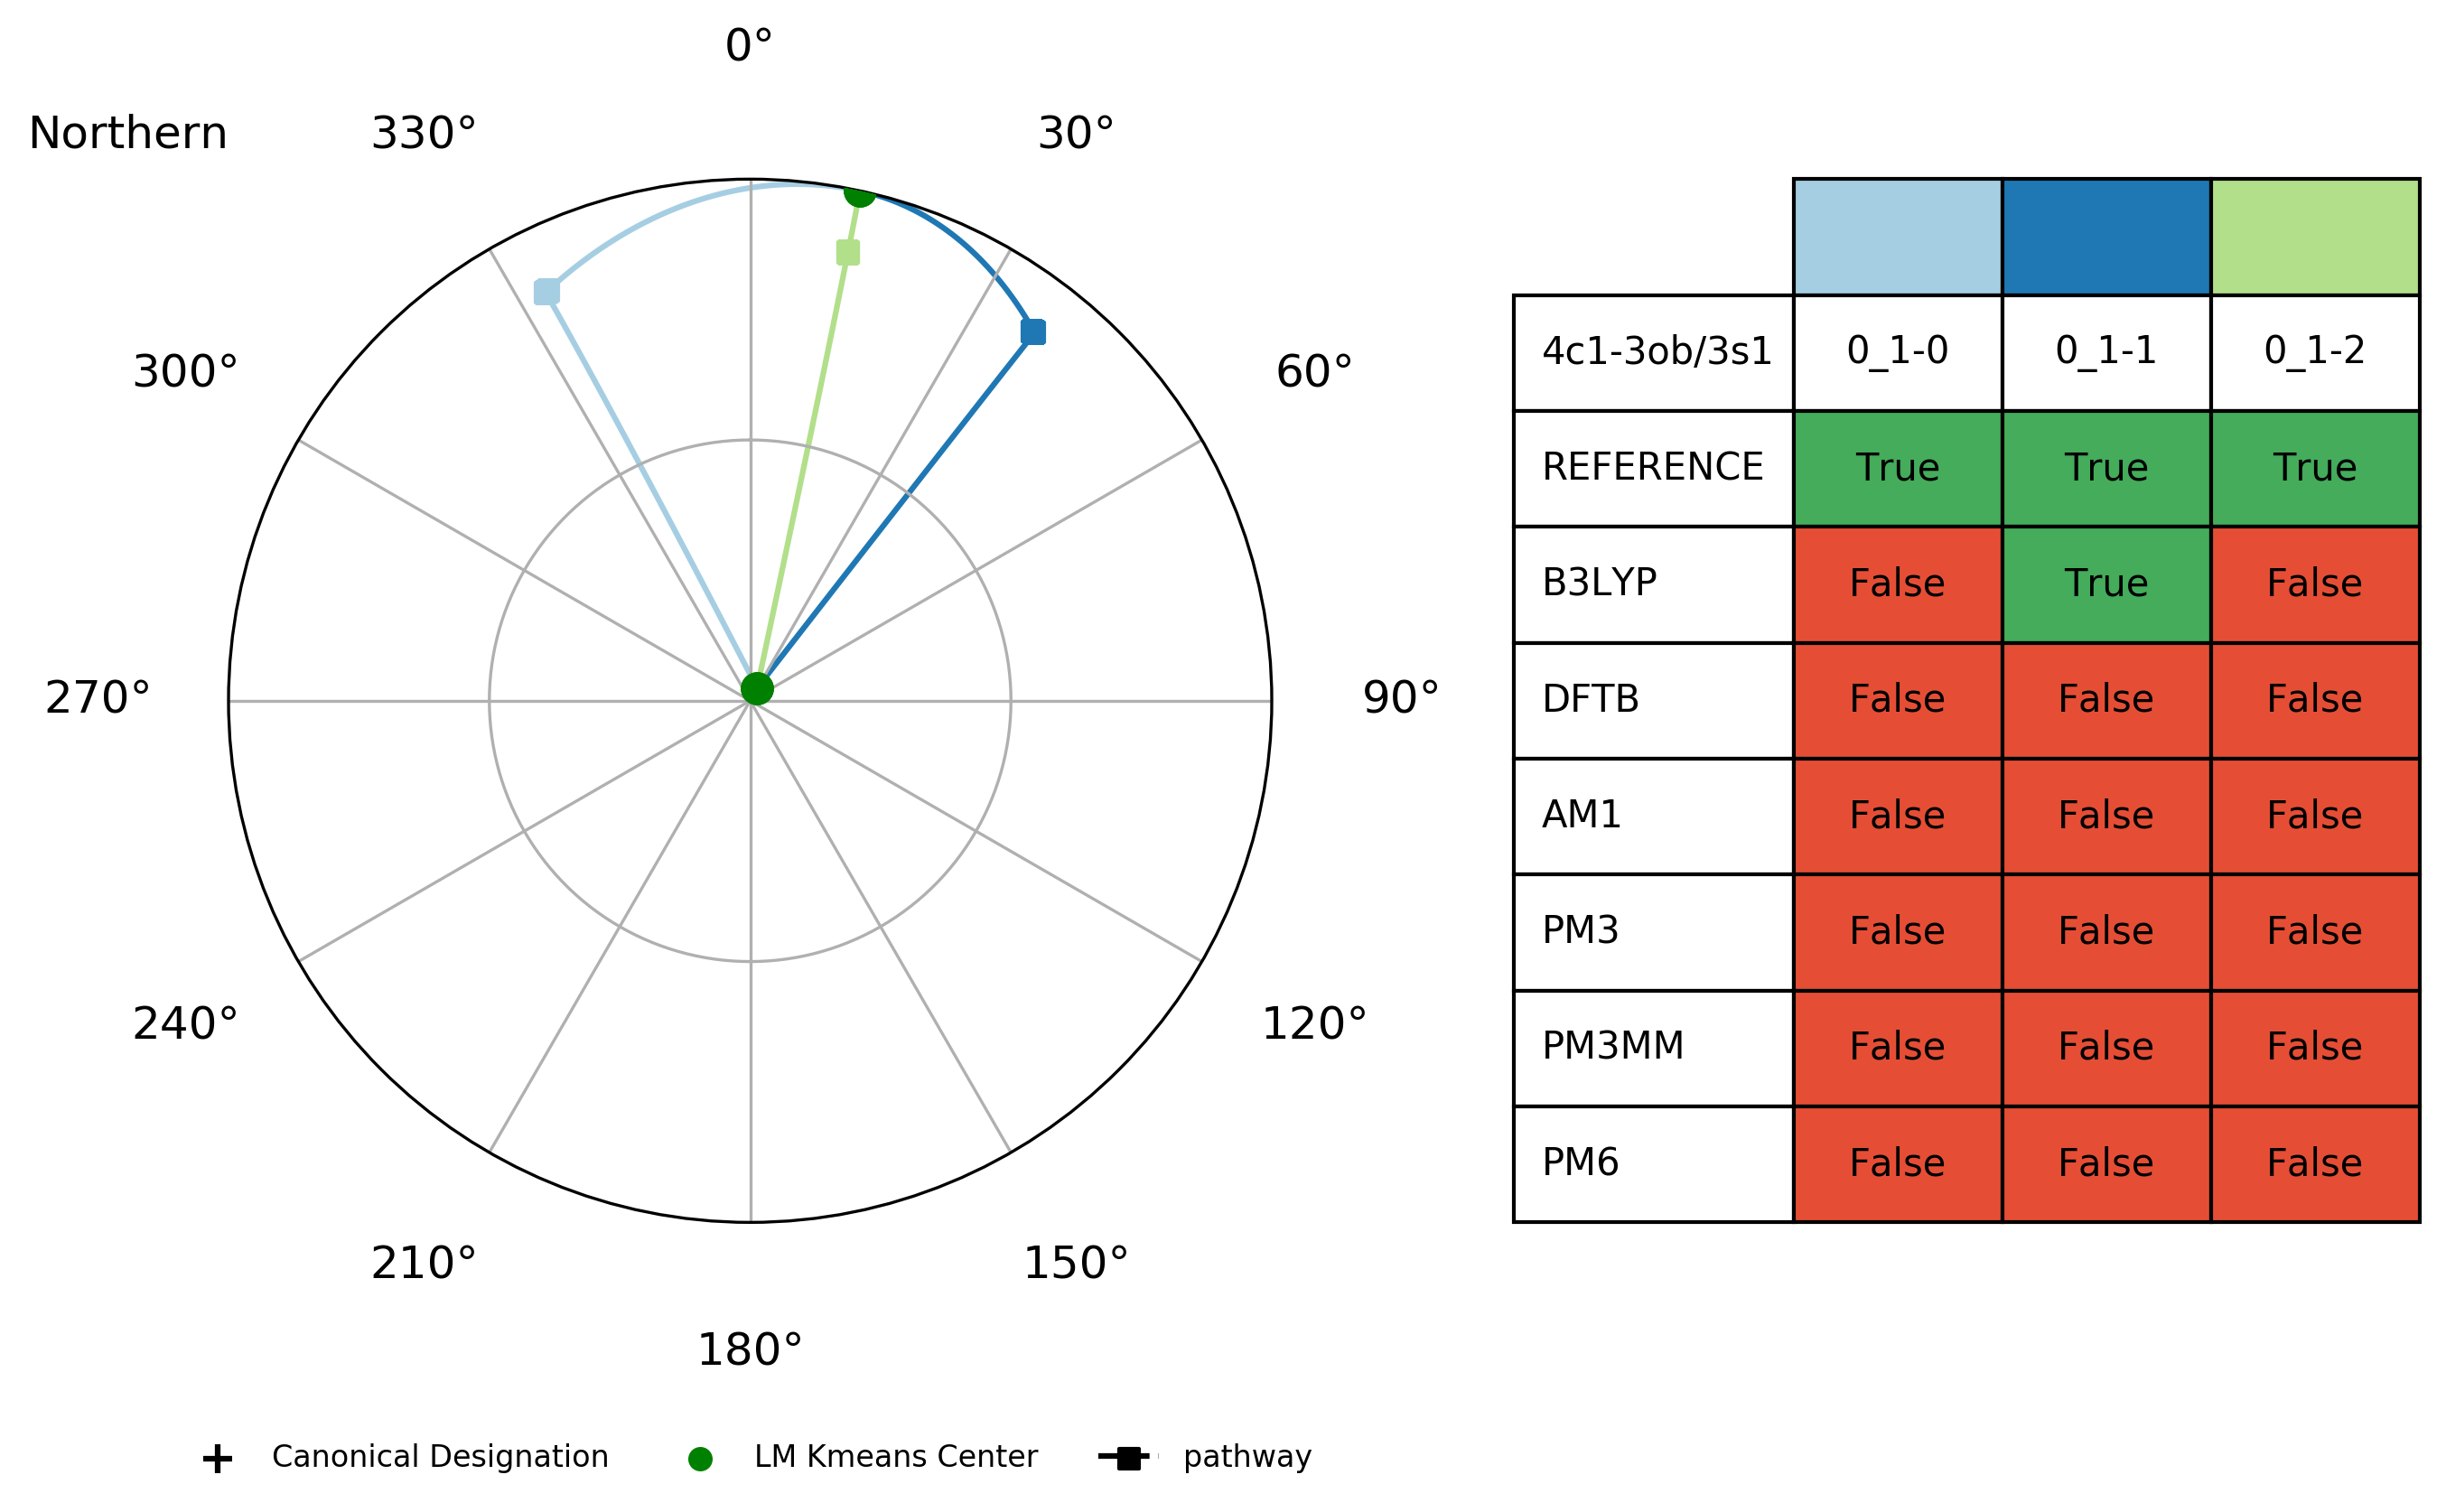 0°
Northern 330° 30°
300° 60°
270° 90°
240° 120°
210° 150°
180°
4c1-3ob/3s1 0_1-0 0_1-1 0_1-2
REFERENCE True True True
B3LYP False True False
DFTB False False False
AM1 False False False
PM3 False False False
PM3MM False False False
PM6 False False False
Canonical Designation LM Kmeans Center pathway